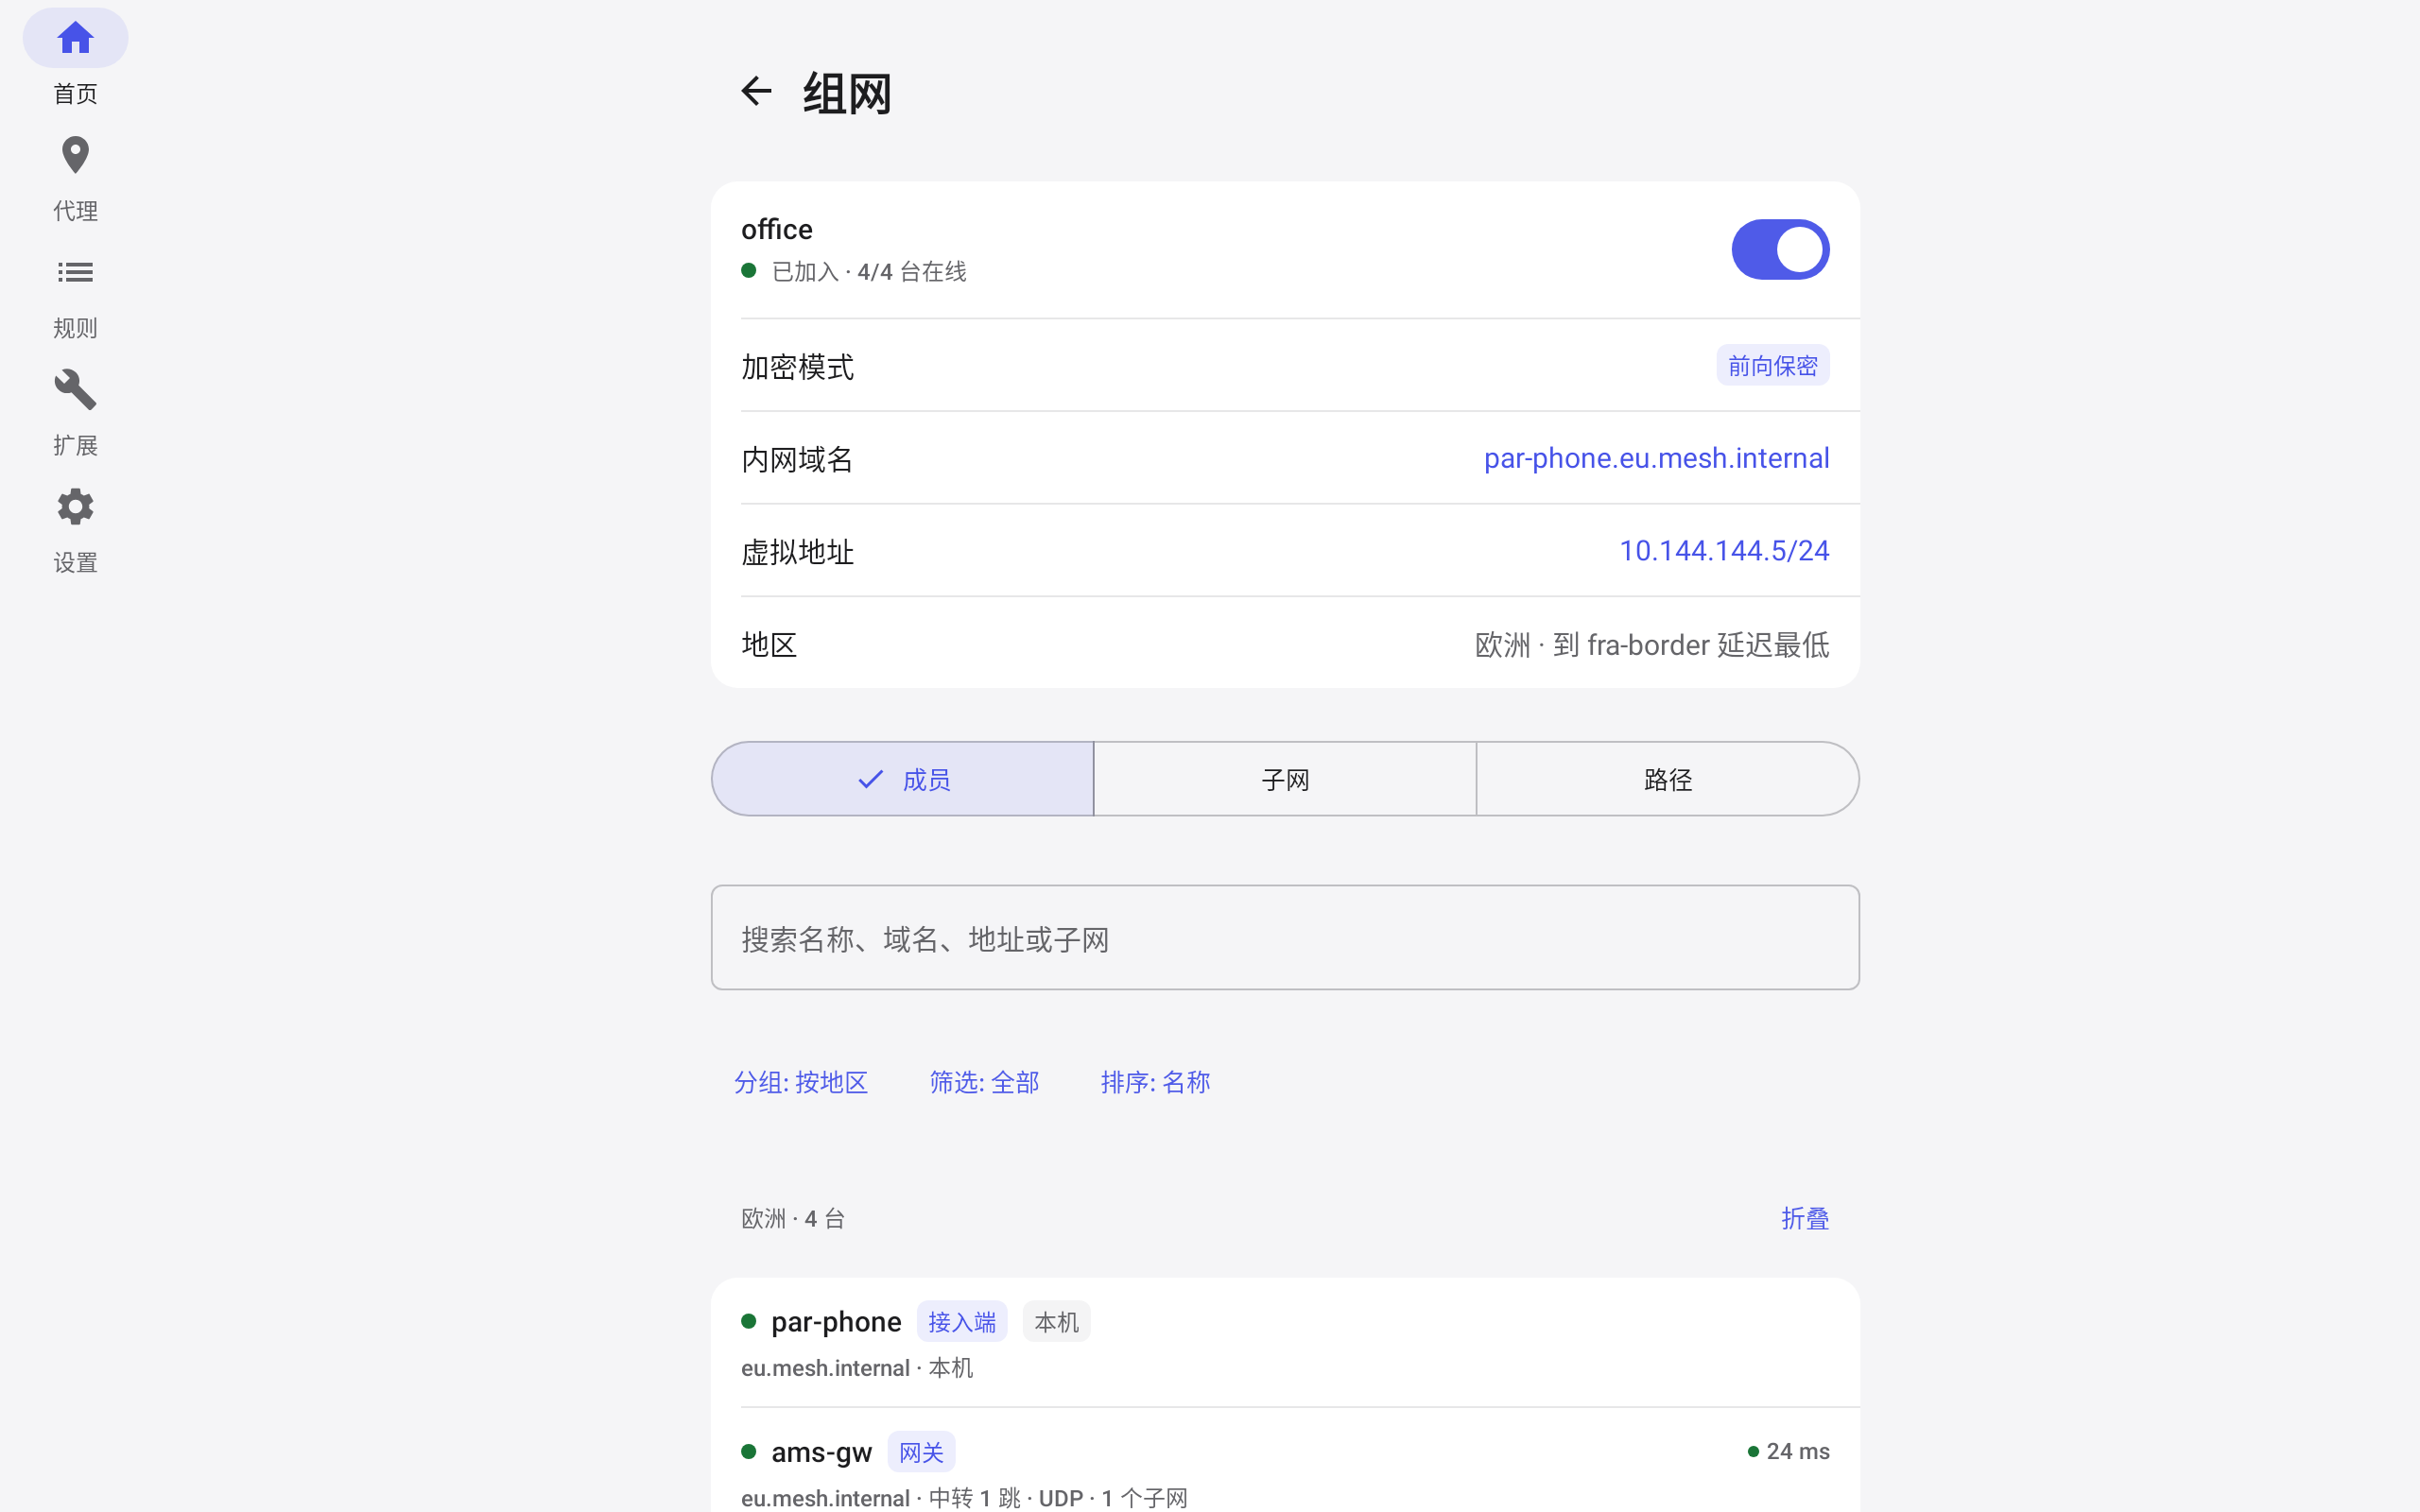 首页
代理
规则
扩展
设置
组网
office
已加入 · 4/4 台在线
加密模式
前向保密
内网域名
par-phone.eu.mesh.internal
虚拟地址
10.144.144.5/24
地区
欧洲 · 到 fra-border 延迟最低
成员
子网
路径
搜索名称、域名、地址或子网
分组: 按地区 筛选: 全部 排序: 名称
欧洲 · 4 台
折叠
par-phone 接入端 本机
eu.mesh.internal · 本机
ams-gw 网关
24 ms
eu.mesh.internal · 中转 1 跳 · UDP · 1 个子网